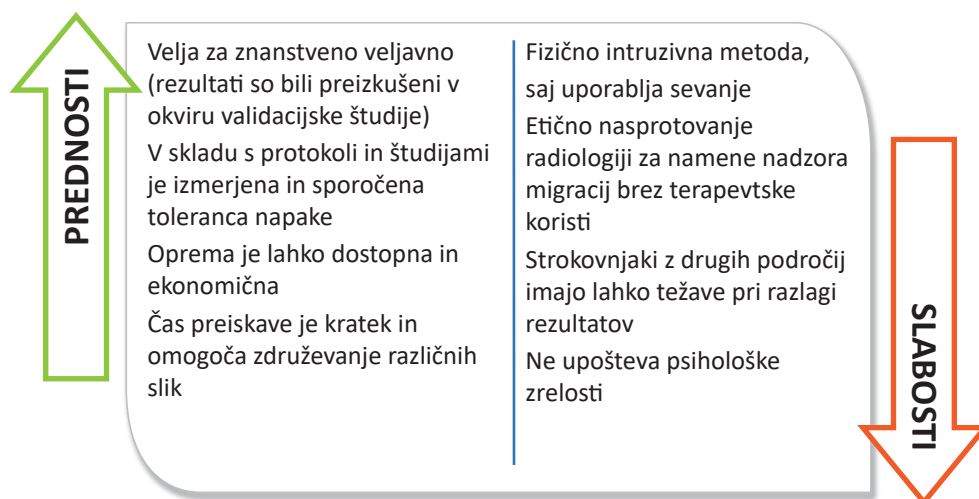 PREDNOSTI
Velja za znanstveno veljavno
(rezultati so bili preizkušeni v
okviru validacijske študije)
V skladu s protokoli in študijami
je izmerjena in sporočena
toleranca napake
Oprema je lahko dostopna in
ekonomična
Čas preiskave je kratek in
omogoča združevanje različnih
slik
Fizično intruzivna metoda,
saj uporablja sevanje
Etično nasprotovanje
radiologiji za namene nadzora
migracij brez terapevtske
koristi
Strokovnjaki z drugih področij
imajo lahko težave pri razlagi
rezultatov
Ne upošteva psihološke
zrelosti
SLABOSTI